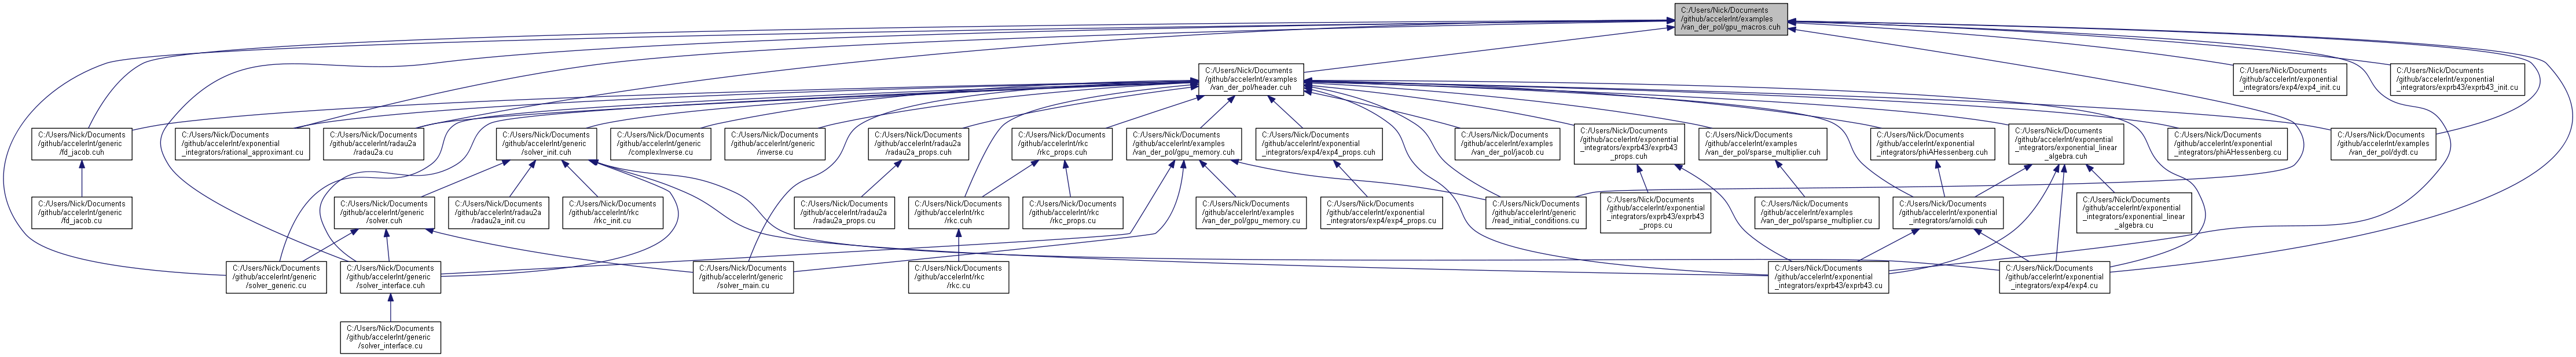 C:/Users/Nick/Documents
/github/accelerInt/examples
/van_der_pol/gpu_macros.cuh
C:/Users/Nick/Documents
/github/accelerInt/examples
/van_der_pol/header.cuh
C:/Users/Nick/Documents
/github/accelerInt/exponential
_integrators/exp4/exp4_init.cu
C:/Users/Nick/Documents
/github/accelerInt/exponential
_integrators/exprb43/exprb43_init.cu
C:/Users/Nick/Documents
/github/accelerInt/generic
/fd_jacob.cuh
C:/Users/Nick/Documents
/github/accelerInt/exponential
_integrators/rational_approximant.cu
C:/Users/Nick/Documents
/github/accelerInt/radau2a
/radau2a.cu
C:/Users/Nick/Documents
/github/accelerInt/generic
/solver_init.cuh
C:/Users/Nick/Documents
/github/accelerInt/generic
/complexInverse.cu
C:/Users/Nick/Documents
/github/accelerInt/generic
/inverse.cu
C:/Users/Nick/Documents
/github/accelerInt/radau2a
/radau2a_props.cuh
C:/Users/Nick/Documents
/github/accelerInt/rkc
/rkc_props.cuh
C:/Users/Nick/Documents
/github/accelerInt/examples
/van_der_pol/gpu_memory.cuh
C:/Users/Nick/Documents
/github/accelerInt/exponential
_integrators/exp4/exp4_props.cuh
C:/Users/Nick/Documents
/github/accelerInt/examples
/van_der_pol/jacob.cu
C:/Users/Nick/Documents
/github/accelerInt/exponential
_integrators/exprb43/exprb43
_props.cuh
C:/Users/Nick/Documents
/github/accelerInt/examples
/van_der_pol/sparse_multiplier.cuh
C:/Users/Nick/Documents
/github/accelerInt/exponential
_integrators/phiAHessenberg.cuh
C:/Users/Nick/Documents
/github/accelerInt/exponential
_integrators/exponential_linear
_algebra.cuh
C:/Users/Nick/Documents
/github/accelerInt/exponential
_integrators/phiAHessenberg.cu
C:/Users/Nick/Documents
/github/accelerInt/examples
/van_der_pol/dydt.cu
C:/Users/Nick/Documents
/github/accelerInt/generic
/fd_jacob.cu
C:/Users/Nick/Documents
/github/accelerInt/generic
/solver.cuh
C:/Users/Nick/Documents
/github/accelerInt/radau2a
/radau2a_init.cu
C:/Users/Nick/Documents
/github/accelerInt/rkc
/rkc_init.cu
C:/Users/Nick/Documents
/github/accelerInt/radau2a
/radau2a_props.cu
C:/Users/Nick/Documents
/github/accelerInt/rkc
/rkc.cuh
C:/Users/Nick/Documents
/github/accelerInt/rkc
/rkc_props.cu
C:/Users/Nick/Documents
/github/accelerInt/examples
/van_der_pol/gpu_memory.cu
C:/Users/Nick/Documents
/github/accelerInt/exponential
_integrators/exp4/exp4_props.cu
C:/Users/Nick/Documents
/github/accelerInt/generic
/read_initial_conditions.cu
C:/Users/Nick/Documents
/github/accelerInt/exponential
_integrators/exprb43/exprb43
_props.cu
C:/Users/Nick/Documents
/github/accelerInt/examples
/van_der_pol/sparse_multiplier.cu
C:/Users/Nick/Documents
/github/accelerInt/exponential
_integrators/arnoldi.cuh
C:/Users/Nick/Documents
/github/accelerInt/exponential
_integrators/exponential_linear
_algebra.cu
C:/Users/Nick/Documents
/github/accelerInt/generic
/solver_generic.cu
C:/Users/Nick/Documents
/github/accelerInt/generic
/solver_interface.cuh
C:/Users/Nick/Documents
/github/accelerInt/generic
/solver_main.cu
C:/Users/Nick/Documents
/github/accelerInt/rkc
/rkc.cu
C:/Users/Nick/Documents
/github/accelerInt/exponential
_integrators/exprb43/exprb43.cu
C:/Users/Nick/Documents
/github/accelerInt/exponential
_integrators/exp4/exp4.cu
C:/Users/Nick/Documents
/github/accelerInt/generic
/solver_interface.cu